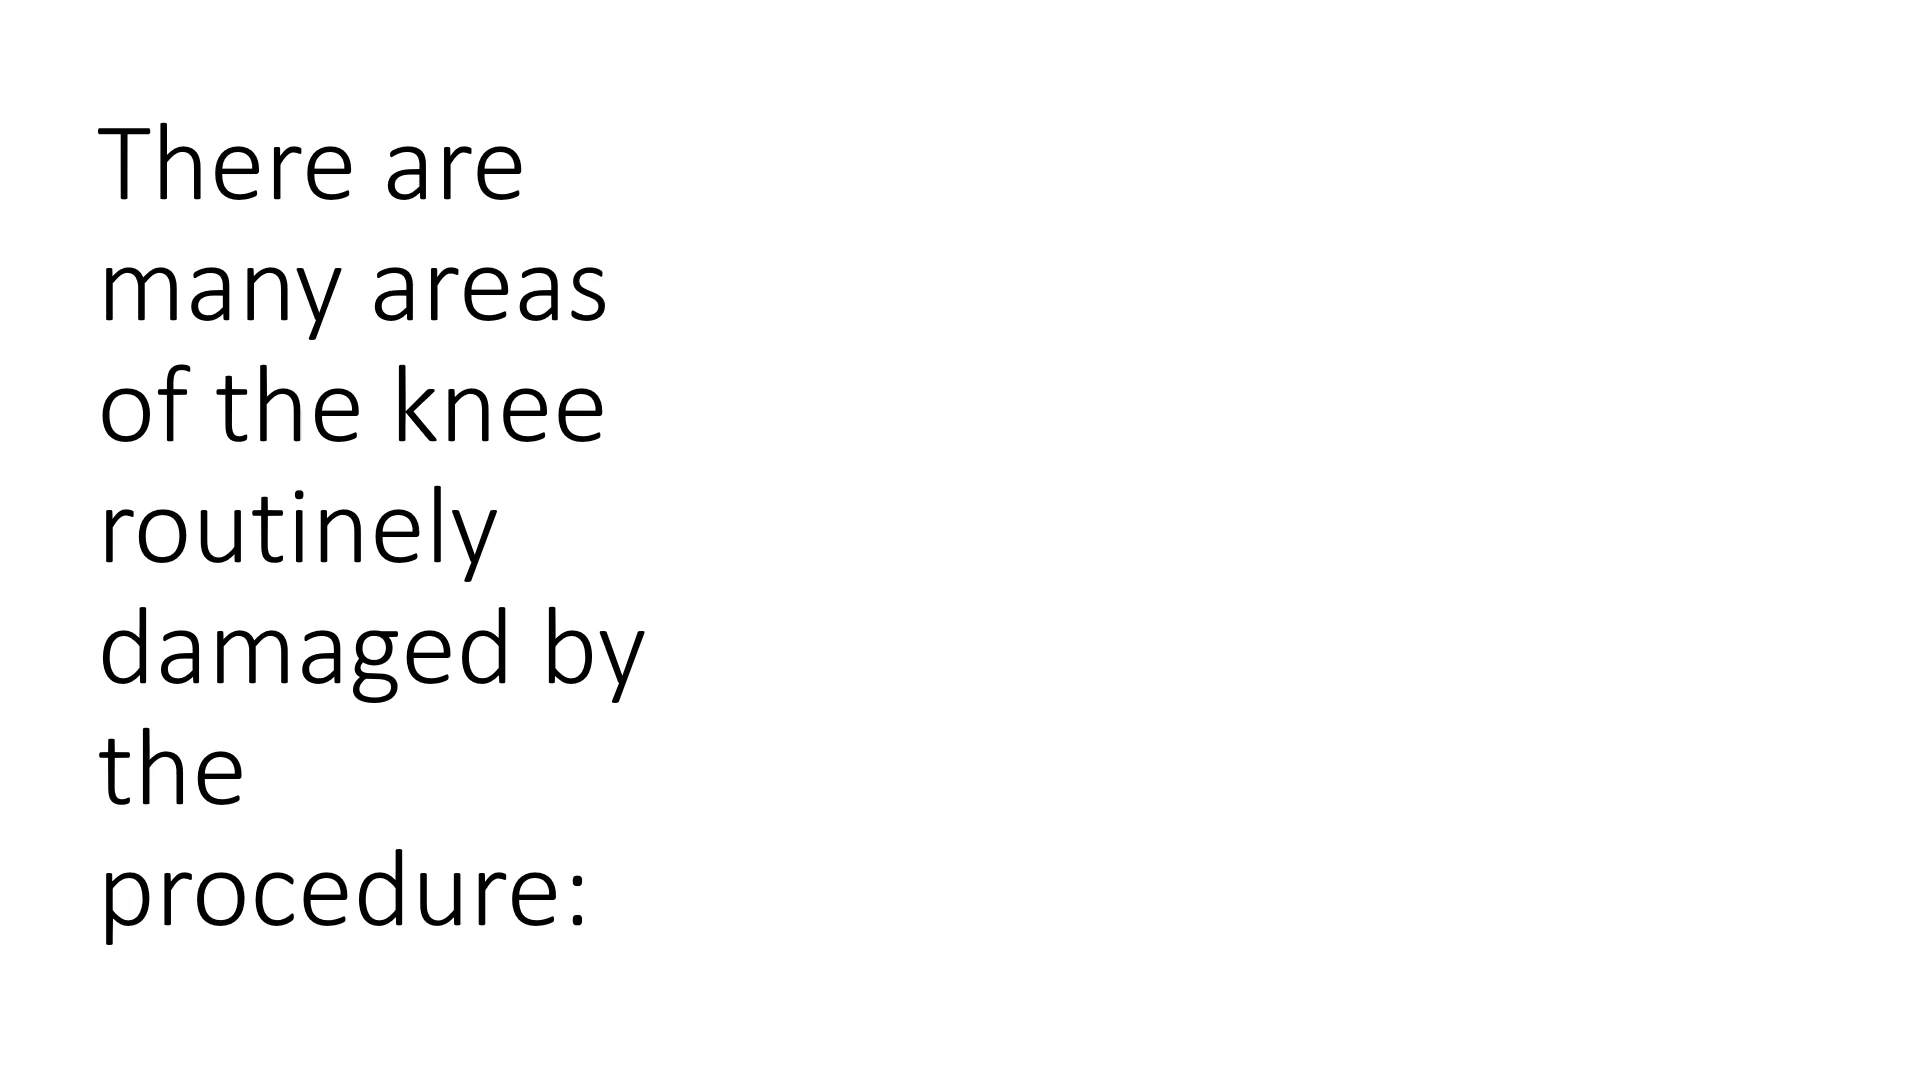 There are
many areas
of the knee
routinely
damaged by
the
procedure: